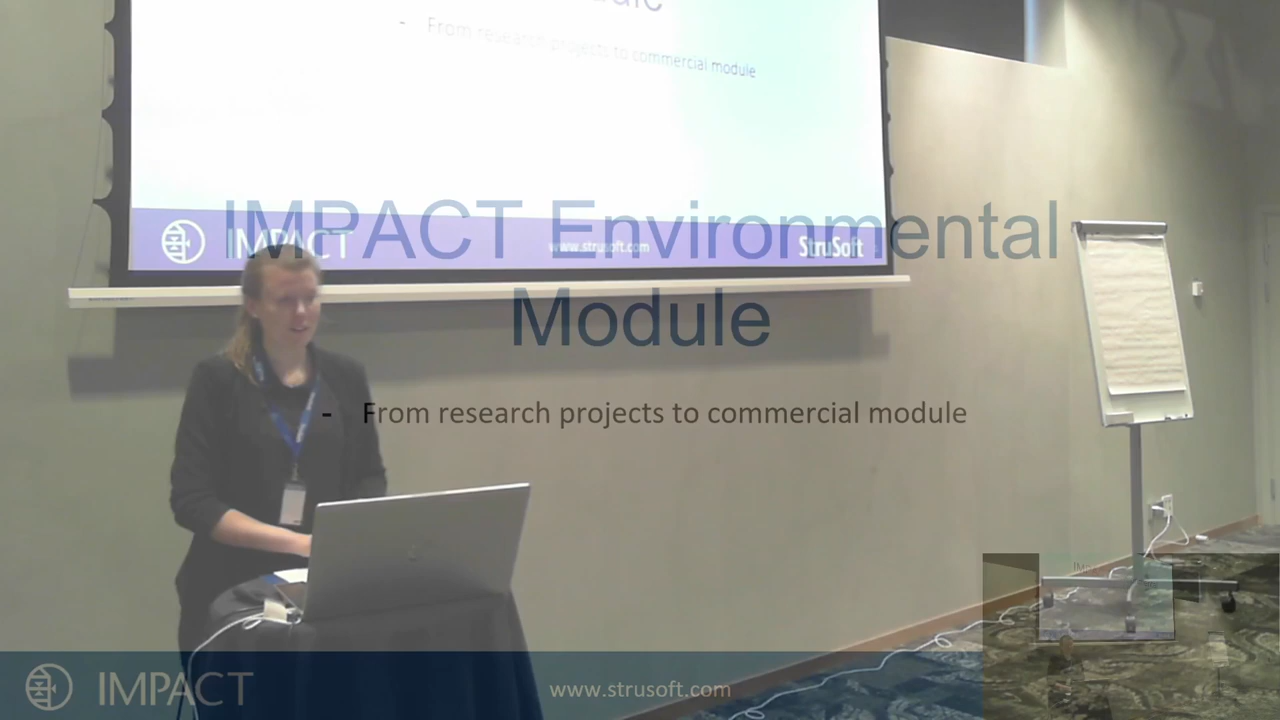 - From research projects to commercial module
IMPACT
www.strusoft.com
StruSoft
IMPACT Environmental
Module
- From research projects to commercial module
IMPACT
www.strusoft.com